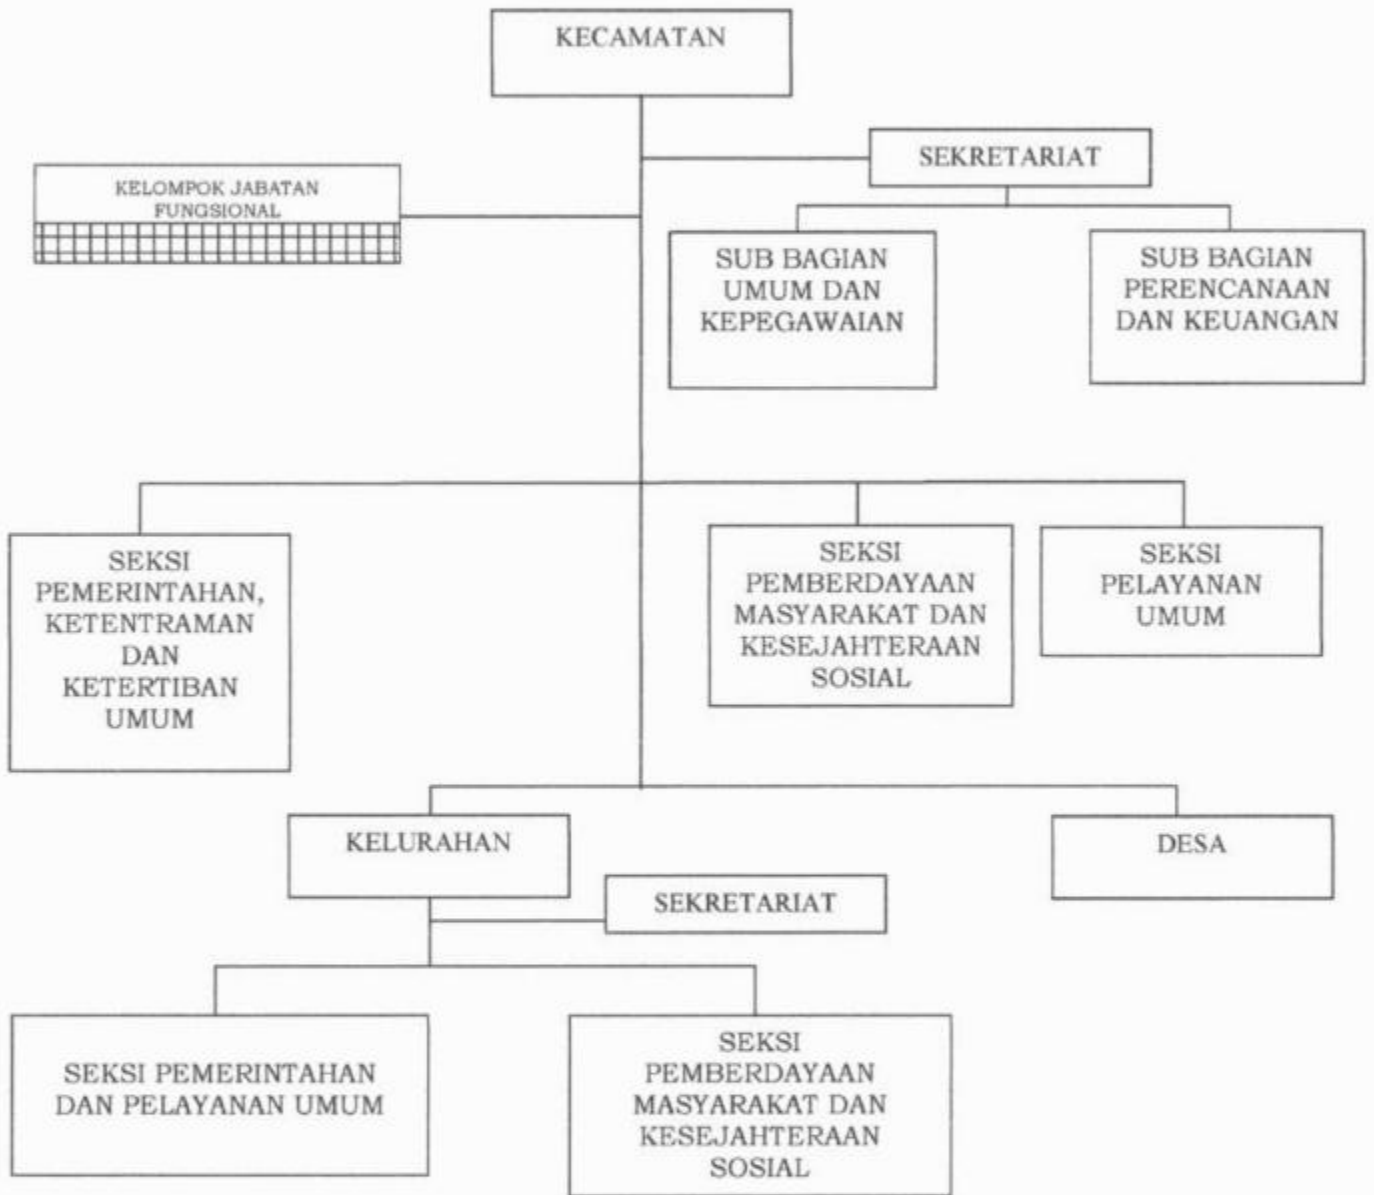 KECAMATAN
SEKRETARIAT
KELOMPOK JABATAN
FUNGSIONAL
SUB BAGIAN
UMUM DAN
KEPEGAWAIAN
SUB BAGIAN
PERENCANAAN
DAN KEUANGAN
SEKSI
PEMERINTAHAN,
KETENTRAMAN
DAN
KETERTIBAN
UMUM
SEKSI
PEMBERDAYAAN
MASYARAKAT DAN
KESEJAHTERAAN
SOSIAL
SEKSI
PELAYANAN
UMUM
KELURAHAN
DESA
SEKRETARIAT
SEKSI PEMERINTAHAN
DAN PELAYANAN UMUM
SEKSI
PEMBERDAYAAN
MASYARAKAT DAN
KESEJAHTERAAN
SOSIAL